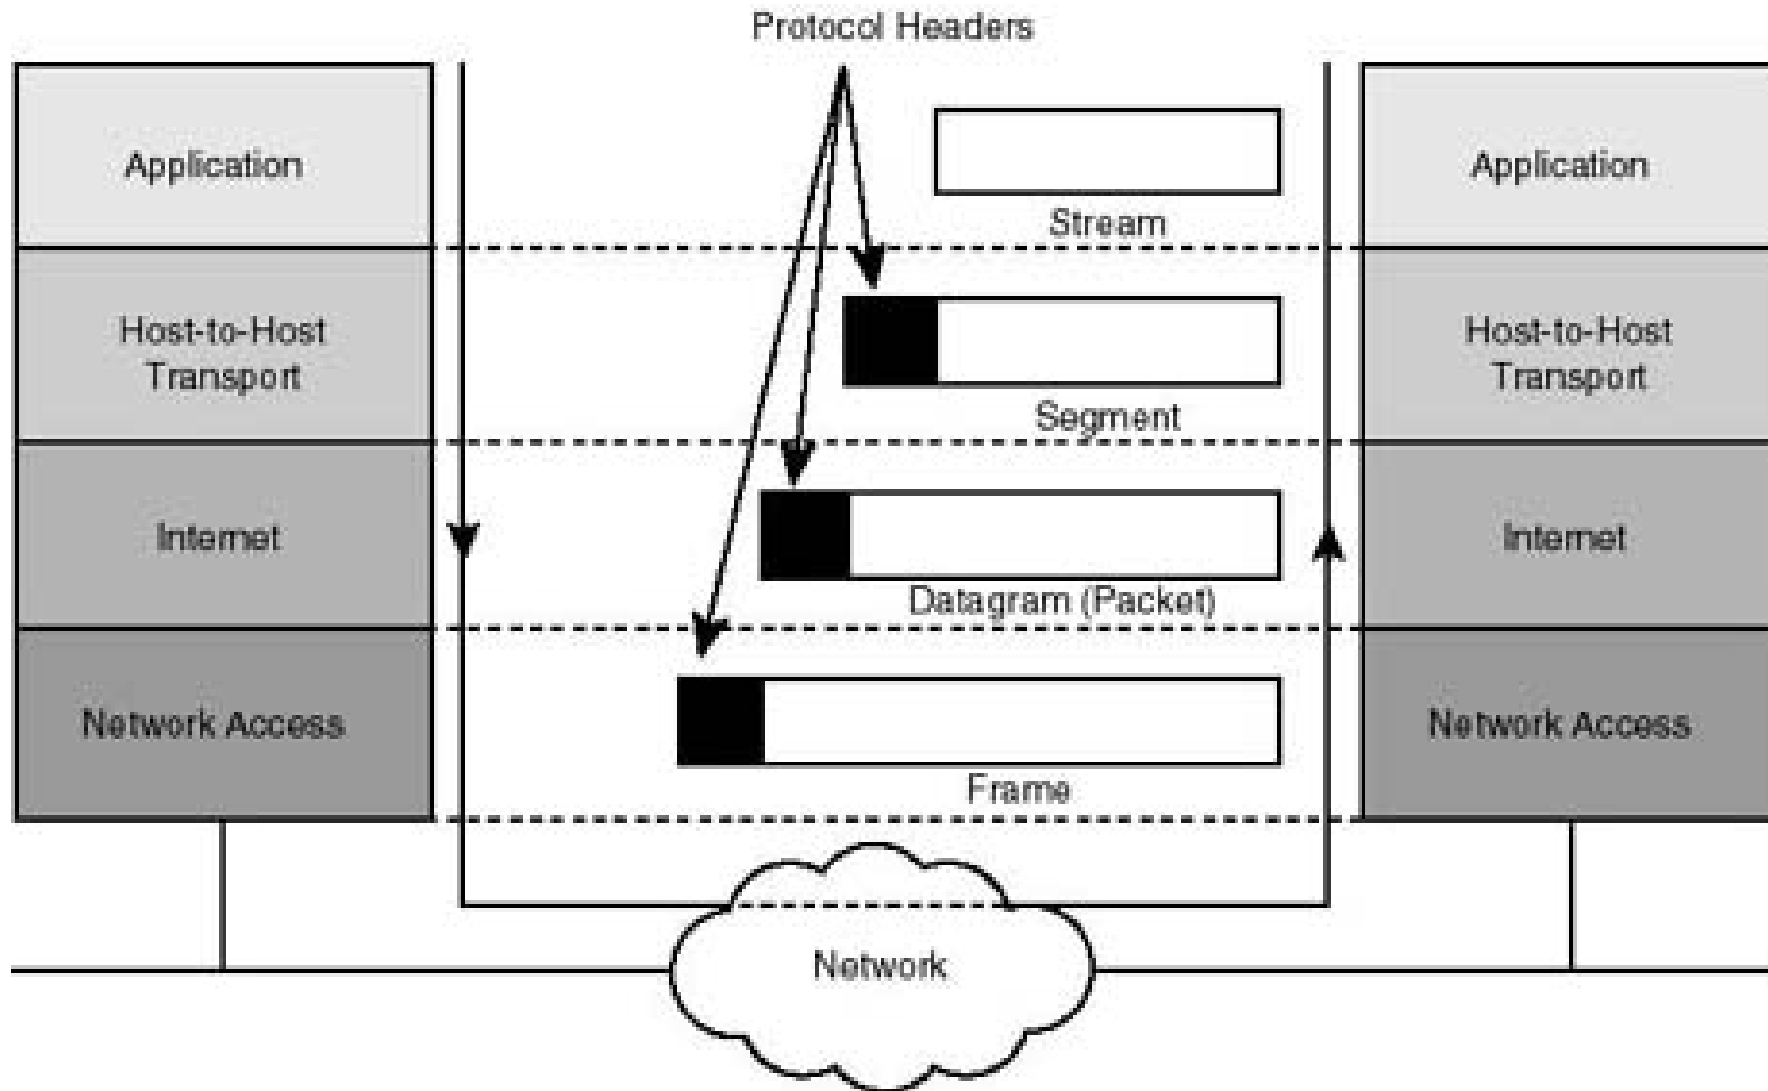 Protocol Headers
Application
Application
Stream
Host-to-Host
Transport
Host-to-Host
Transport
Segment
Internet
Internet
Datagram (Packet)
Network Access
Network Access
Frame
Network